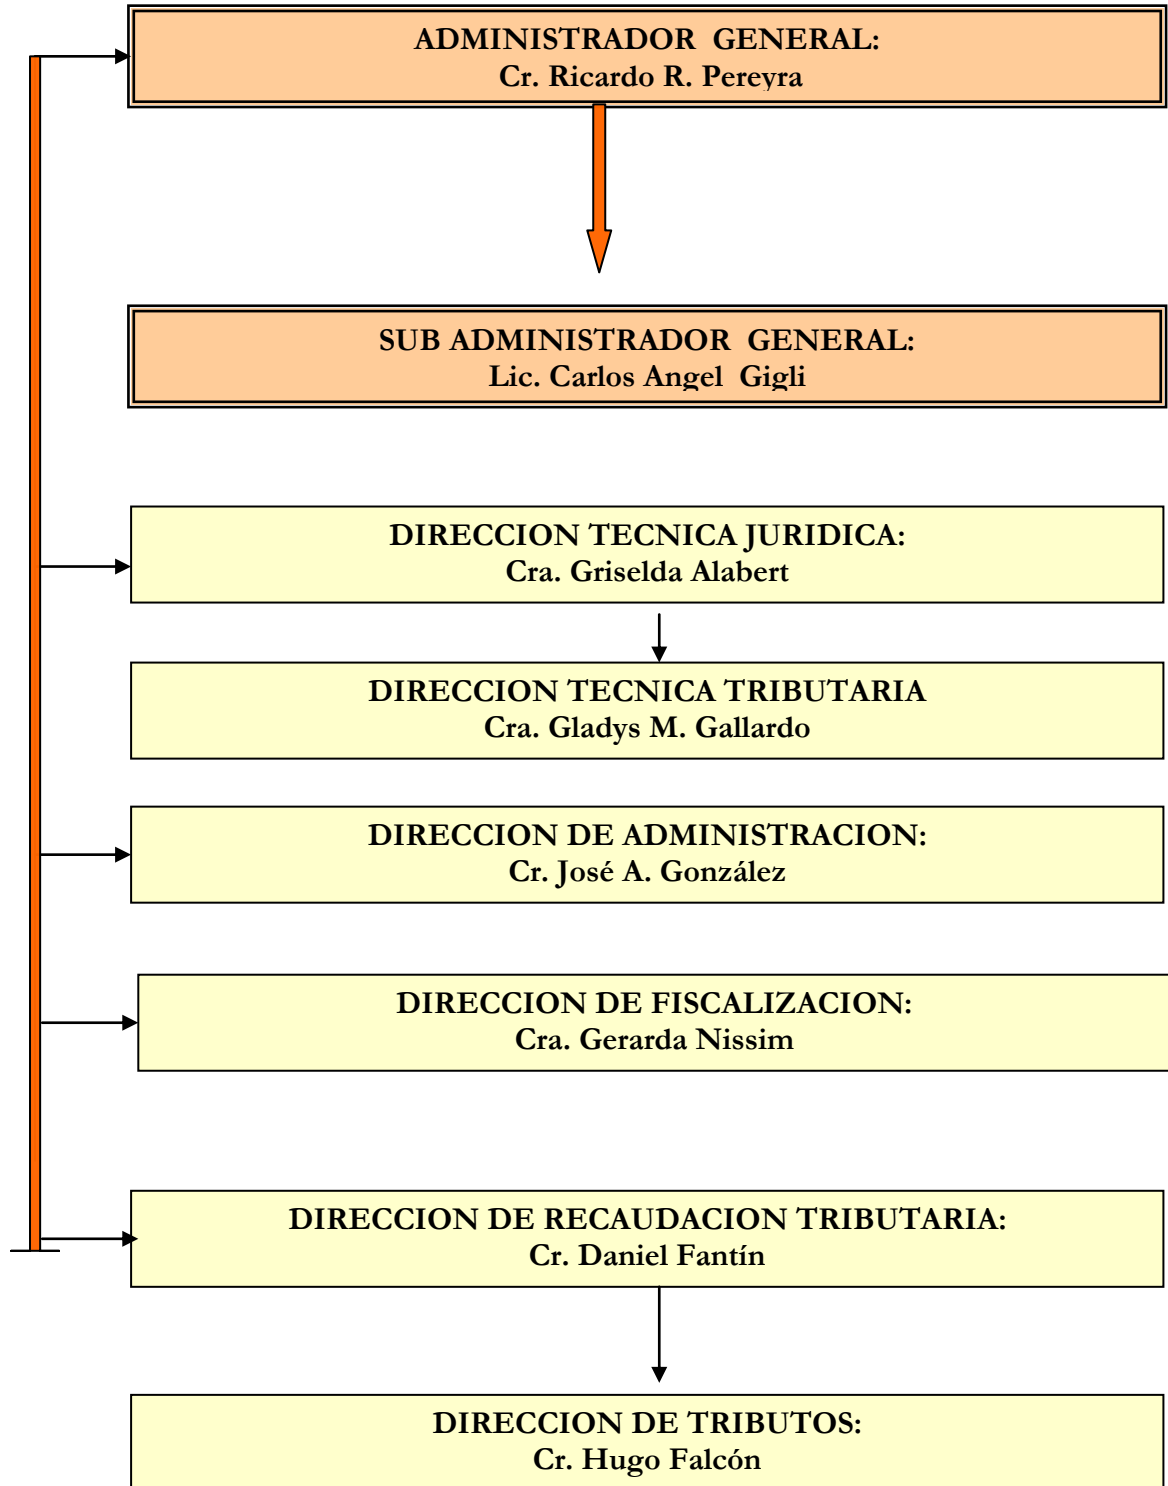 ADMINISTRADOR GENERAL:
Cr. Ricardo R. Pereyra
SUB ADMINISTRADOR GENERAL:
Lic. Carlos Angel Gigli
DIRECCION TECNICA JURIDICA:
Cra. Griselda Alabert
DIRECCION TECNICA TRIBUTARIA
Cra. Gladys M. Gallardo
DIRECCION DE ADMINISTRACION:
Cr. José A. González
DIRECCION DE FISCALIZACION:
Cra. Gerarda Nissim
DIRECCION DE RECAUDACION TRIBUTARIA:
Cr. Daniel Fantín
DIRECCION DE TRIBUTOS:
Cr. Hugo Falcón